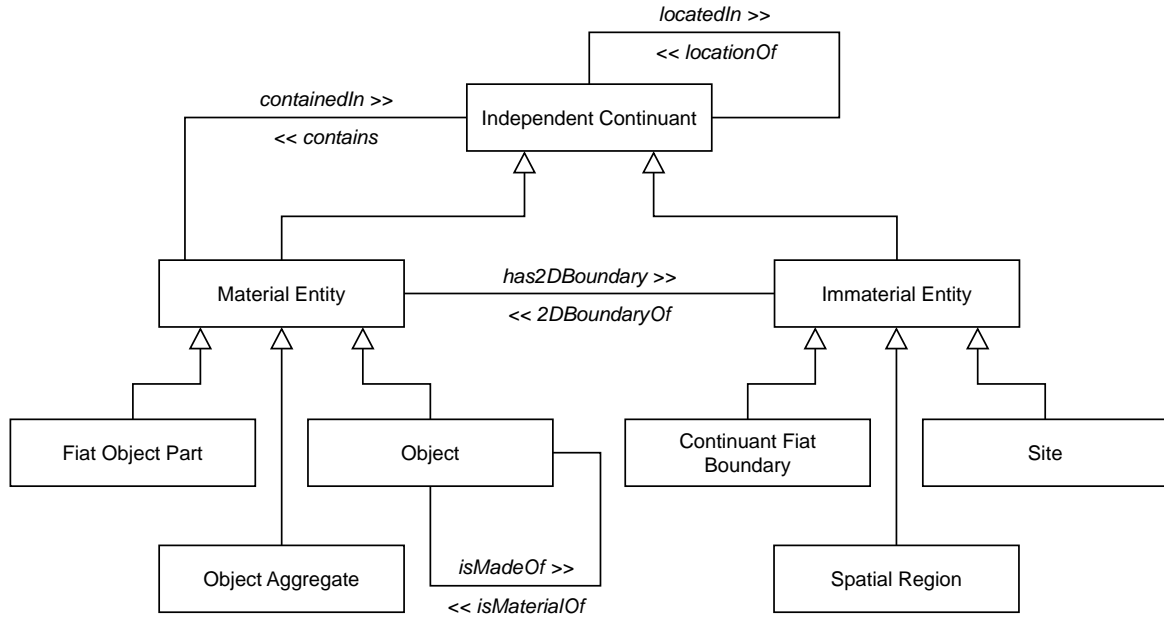 locatedIn >>
<< locationOf
containedIn >>
<< contains
Independent Continuant
Material Entity
has2DBoundary >>
<< 2DBoundaryOf
Immaterial Entity
Fiat Object Part
Object
Continuant Fiat
Boundary
Site
Object Aggregate
isMadeOf >>
<< isMaterialOf
Spatial Region